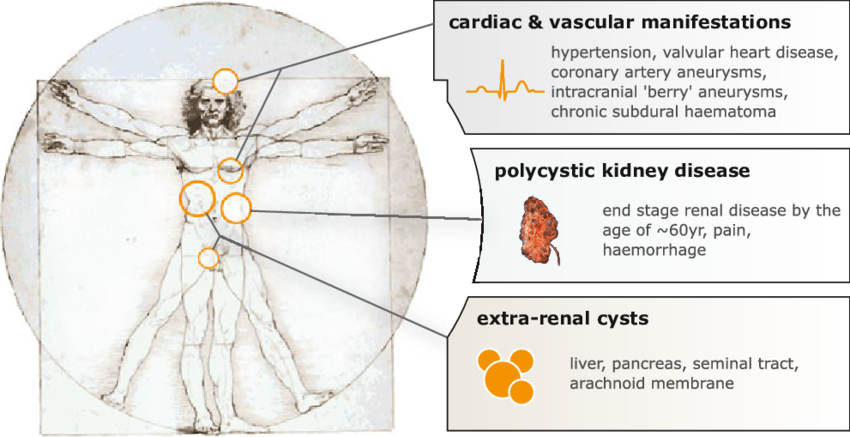 cardiac & vascular manifestations
hypertension, valvular heart disease,
coronary artery aneurysms,
intracranial 'berry' aneurysms,
chronic subdural haematoma
polycystic kidney disease
end stage renal disease by the
age of ~60yr, pain,
haemorrhage
extra-renal cysts
liver, pancreas, seminal tract,
arachnoid membrane